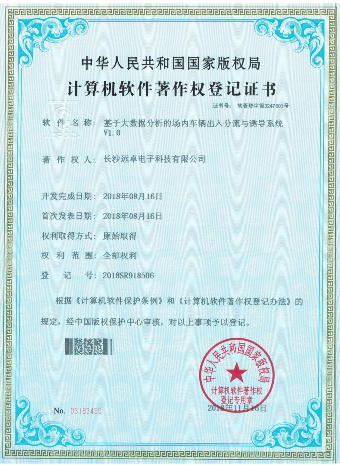 中华人民共和国国家版权局
计算机软件著作权登记证书
证书号： 软著登字第3247601号
软 件 名 称： 基于大数据分析的场内车辆出入分流与诱导系统
V1.0
著 作 权 人： 长沙远卓电子科技有限公司
开发完成日期： 2018年08月16日
首次发表日期： 2018年08月16日
权利取得方式： 原始取得
权 利 范 围： 全部权利
登 记 号： 2018SR918506
根据《计算机软件保护条例》和《计算机软件著作权登记办法》的
规定，经中国版权保护中心审核，对以上事项予以登记。
中华人民共和国国家版权局
计算机软件著作权
登记专用章
2018年11月16日
No.